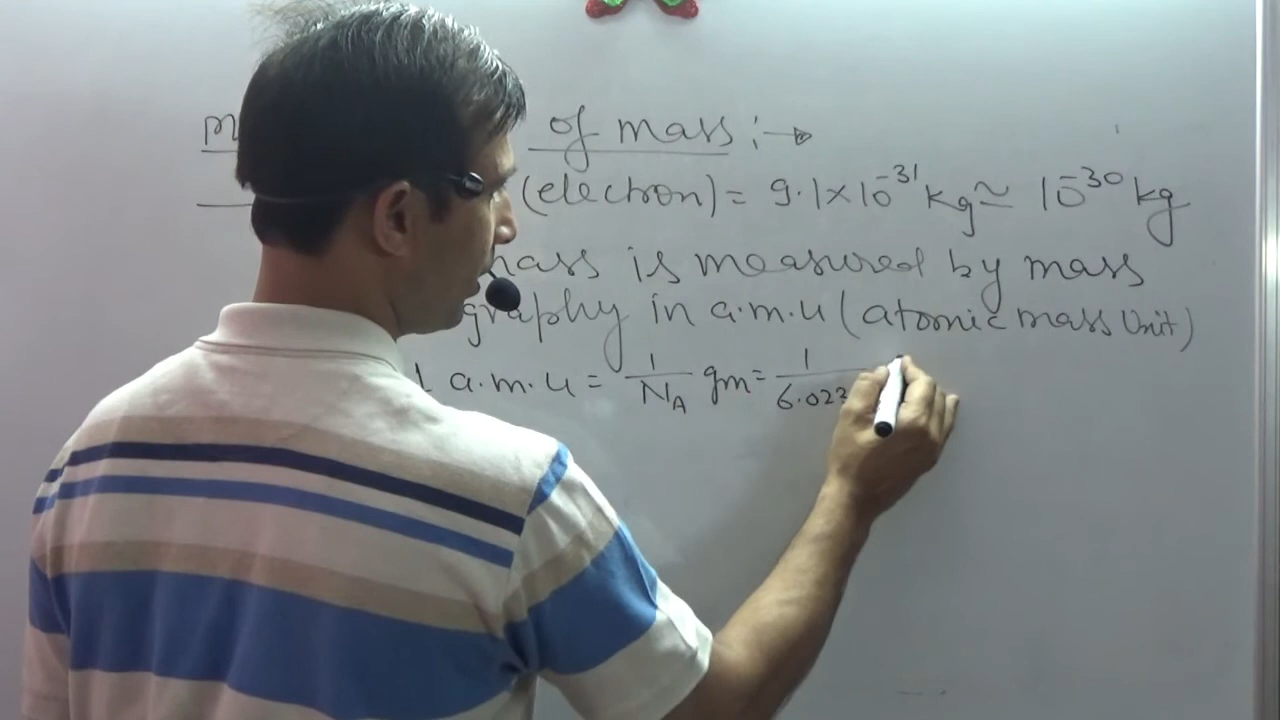 of mass :→
(electron) = 9.1×10⁻³¹ kg ≃ 10⁻³⁰ kg
mass is measured by mass
graphy in a.m.u (atomic mass Unit)
1 a.m.u = 1/N_A gm = 1/6.023